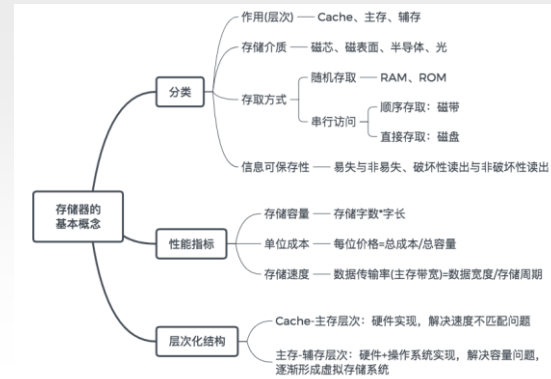 存储器的
基本概念
分类
作用(层次)
Cache、主存、辅存
存储介质
磁芯、磁表面、半导体、光
存取方式
随机存取
RAM、ROM
串行访问
顺序存取：磁带
直接存取：磁盘
信息可保存性
易失与非易失、破坏性读出与非破坏性读出
性能指标
存储容量
存储字数*字长
单位成本
每位价格=总成本/总容量
存储速度
数据传输率(主存带宽)=数据宽度/存储周期
层次化结构
Cache-主存层次：硬件实现，解决速度不匹配问题
主存-辅存层次：硬件+操作系统实现，解决容量问题，
逐渐形成虚拟存储系统